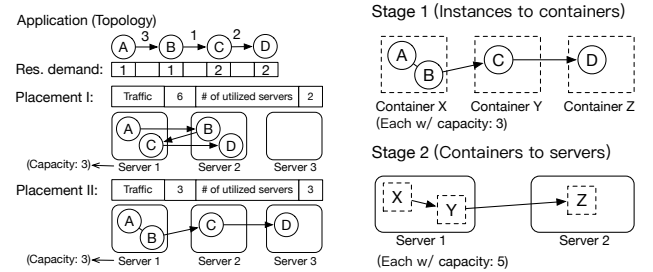 Application (Topology)
3 1 2
A B C D
Res. demand: 1 1 2 2
Placement I: Traffic 6 # of utilized servers 2
A B
C D
(Capacity: 3) Server 1 Server 2 Server 3
Placement II: Traffic 3 # of utilized servers 3
A C D
B
(Capacity: 3) Server 1 Server 2 Server 3
Stage 1 (Instances to containers)
A C D
B
Container X Container Y Container Z
(Each w/ capacity: 3)
Stage 2 (Containers to servers)
X Y Z
Server 1 Server 2
(Each w/ capacity: 5)